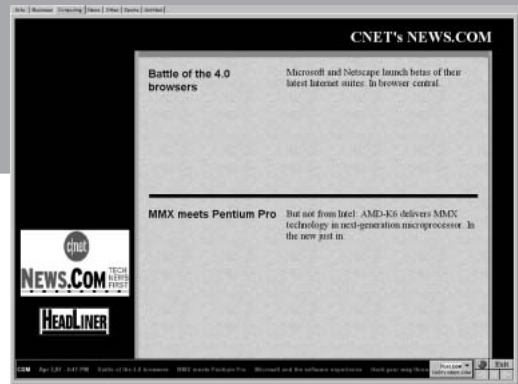 Arts Business Computing News Other Sports Untitled
CNET's NEWS.COM
Battle of the 4.0
browsers
Microsoft and Netscape launch betas of their
latest Internet suites. In browser central.
MMX meets Pentium Pro
But not from Intel: AMD-K6 delivers MMX
technology in next-generation microprocessor. In
the new just in.
c|net
NEWS.COM TECH
NEWS
FIRST
HEADLINER
COM Battle of the 4.0 browsers MMX meets Pentium Pro Microsoft and the software experience Exit